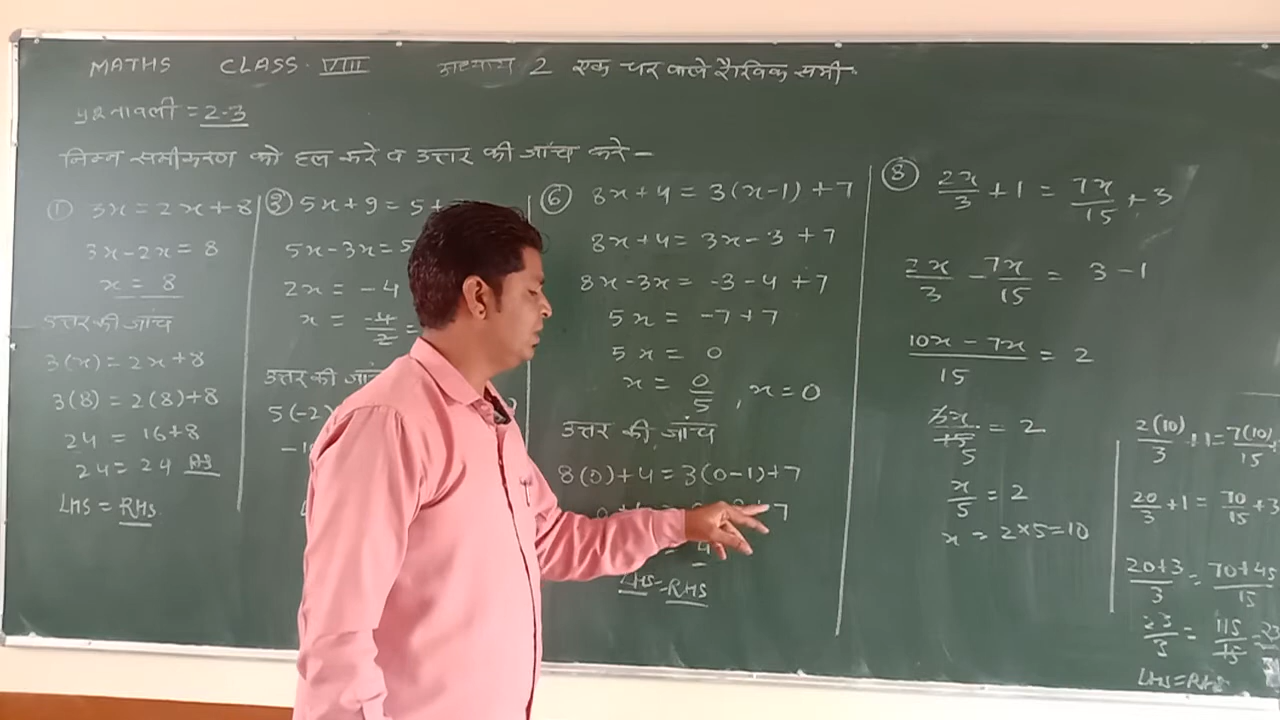 MATHS CLASS VIII अध्याय 2 एक चर वाले रैखिक समी.
प्रश्नावली = 2.3
निम्न समीकरण को हल करे व उत्तर की जांच करे –
① 3x = 2x + 8
3x - 2x = 8
x = 8
उत्तर की जांच
3(x) = 2x + 8
3(8) = 2(8) + 8
24 = 16 + 8
24 = 24
LHS = RHS
5x + 9 = 5 +
5x - 3x = 5
2x = -4
x = -4/2 =
उत्तर की जां
5(-2)
-1
⑥ 8x + 4 = 3(x-1) + 7
8x + 4 = 3x - 3 + 7
8x - 3x = -3 - 4 + 7
5x = -7 + 7
5x = 0
x = 0/5 , x = 0
उत्तर की जांच
8(0) + 4 = 3(0-1) + 7
7
4
LHS = RHS
⑧ 2x/3 + 1 = 7x/15 + 3
2x/3 - 7x/15 = 3 - 1
10x - 7x/15 = 2
3x/15 5 = 2
x/5 = 2
x = 2×5 = 10
2(10)/3 + 1 = 7(10)/15
20/3 + 1 = 70/15 + 3
20+3/3 = 70+45/15
23/3 = 115/15 = 23
LHS = RHS